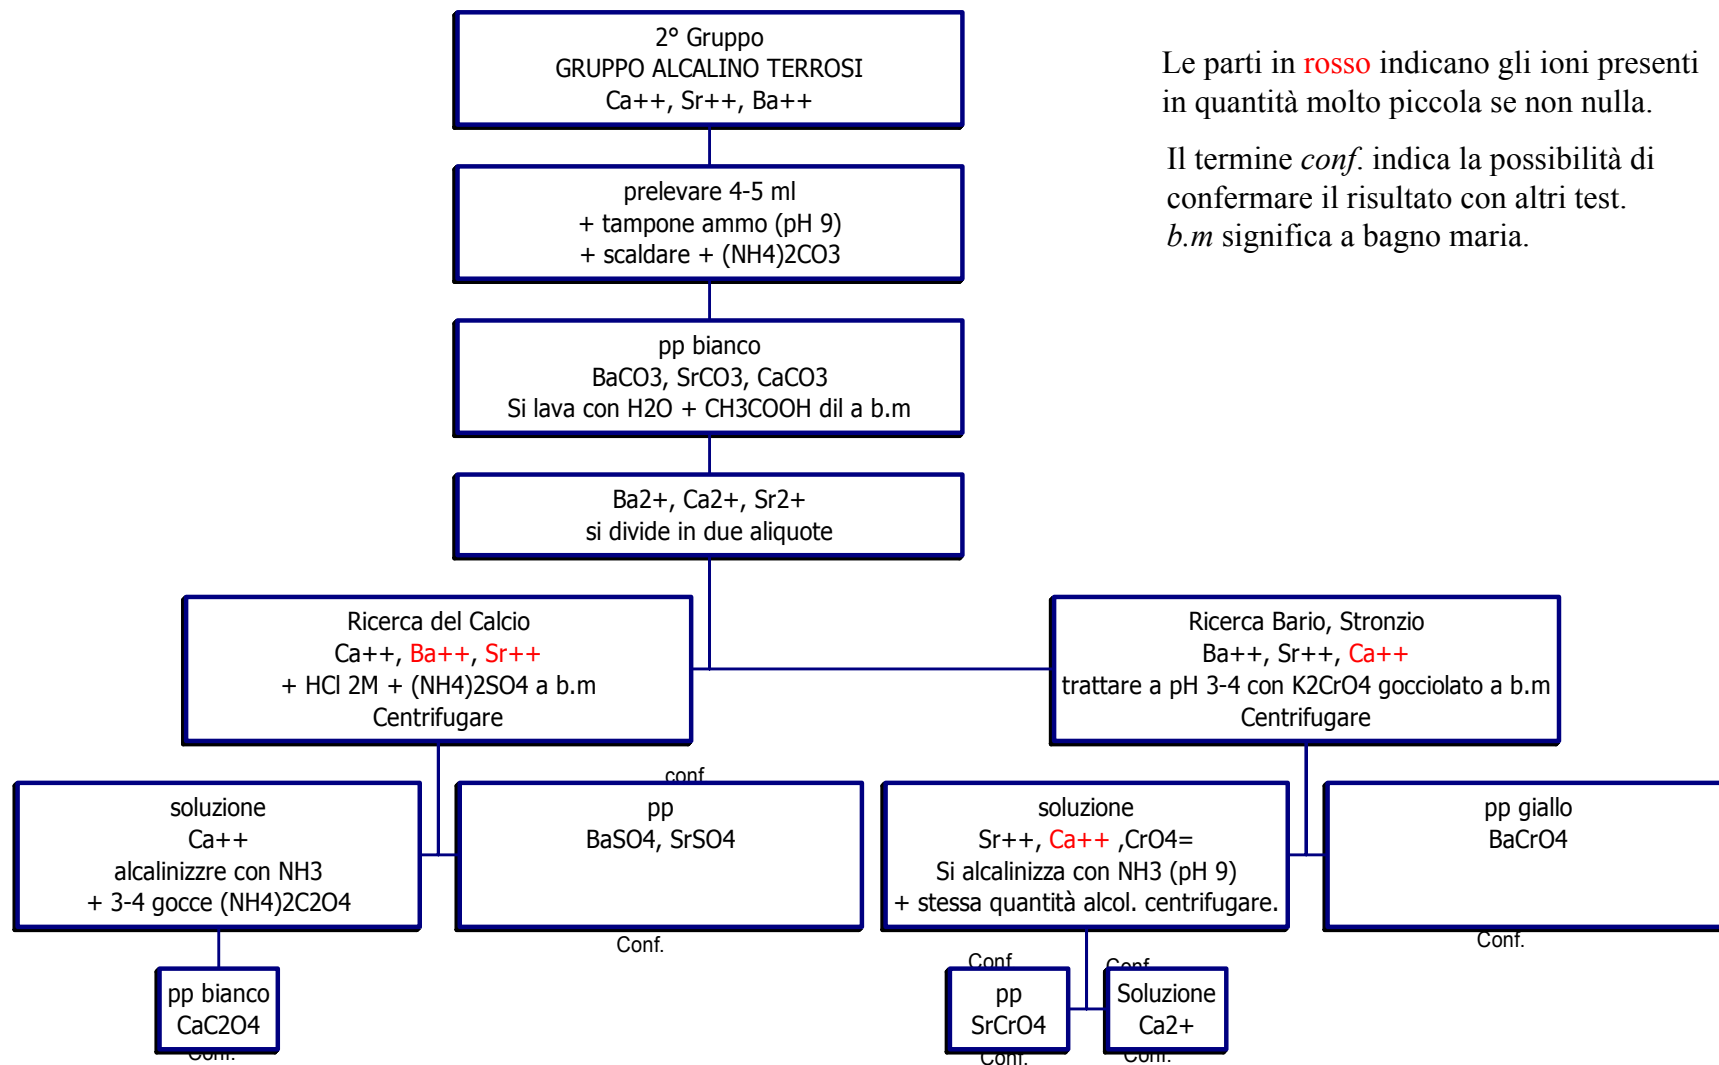 2° Gruppo
GRUPPO ALCALINO TERROSI
Ca++, Sr++, Ba++
Le parti in rosso indicano gli ioni presenti
in quantità molto piccola se non nulla.
Il termine conf. indica la possibilità di
confermare il risultato con altri test.
b.m significa a bagno maria.
prelevare 4-5 ml
+ tampone ammo (pH 9)
+ scaldare + (NH4)2CO3
pp bianco
BaCO3, SrCO3, CaCO3
Si lava con H2O + CH3COOH dil a b.m
Ba2+, Ca2+, Sr2+
si divide in due aliquote
Ricerca del Calcio
Ca++, Ba++, Sr++
+ HCl 2M + (NH4)2SO4 a b.m
Centrifugare
Ricerca Bario, Stronzio
Ba++, Sr++, Ca++
trattare a pH 3-4 con K2CrO4 gocciolato a b.m
Centrifugare
soluzione
Ca++
alcalinizzre con NH3
+ 3-4 gocce (NH4)2C2O4
conf
pp
BaSO4, SrSO4
Conf.
soluzione
Sr++, Ca++ ,CrO4=
Si alcalinizza con NH3 (pH 9)
+ stessa quantità alcol. centrifugare.
pp giallo
BaCrO4
Conf.
pp bianco
CaC2O4
Conf.
Conf
pp
SrCrO4
Conf.
Conf
Soluzione
Ca2+
Conf.